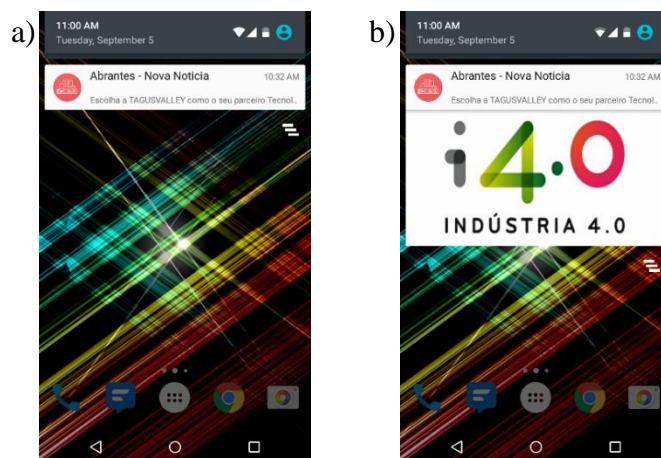 a)
11:00 AM
Tuesday, September 5
Abrantes - Nova Noticia 10:32 AM
Escolha a TAGUSVALLEY como o seu parceiro Tecnol..
b)
11:00 AM
Tuesday, September 5
Abrantes - Nova Noticia 10:32 AM
Escolha a TAGUSVALLEY como o seu parceiro Tecnol..
i4.0
INDÚSTRIA 4.0